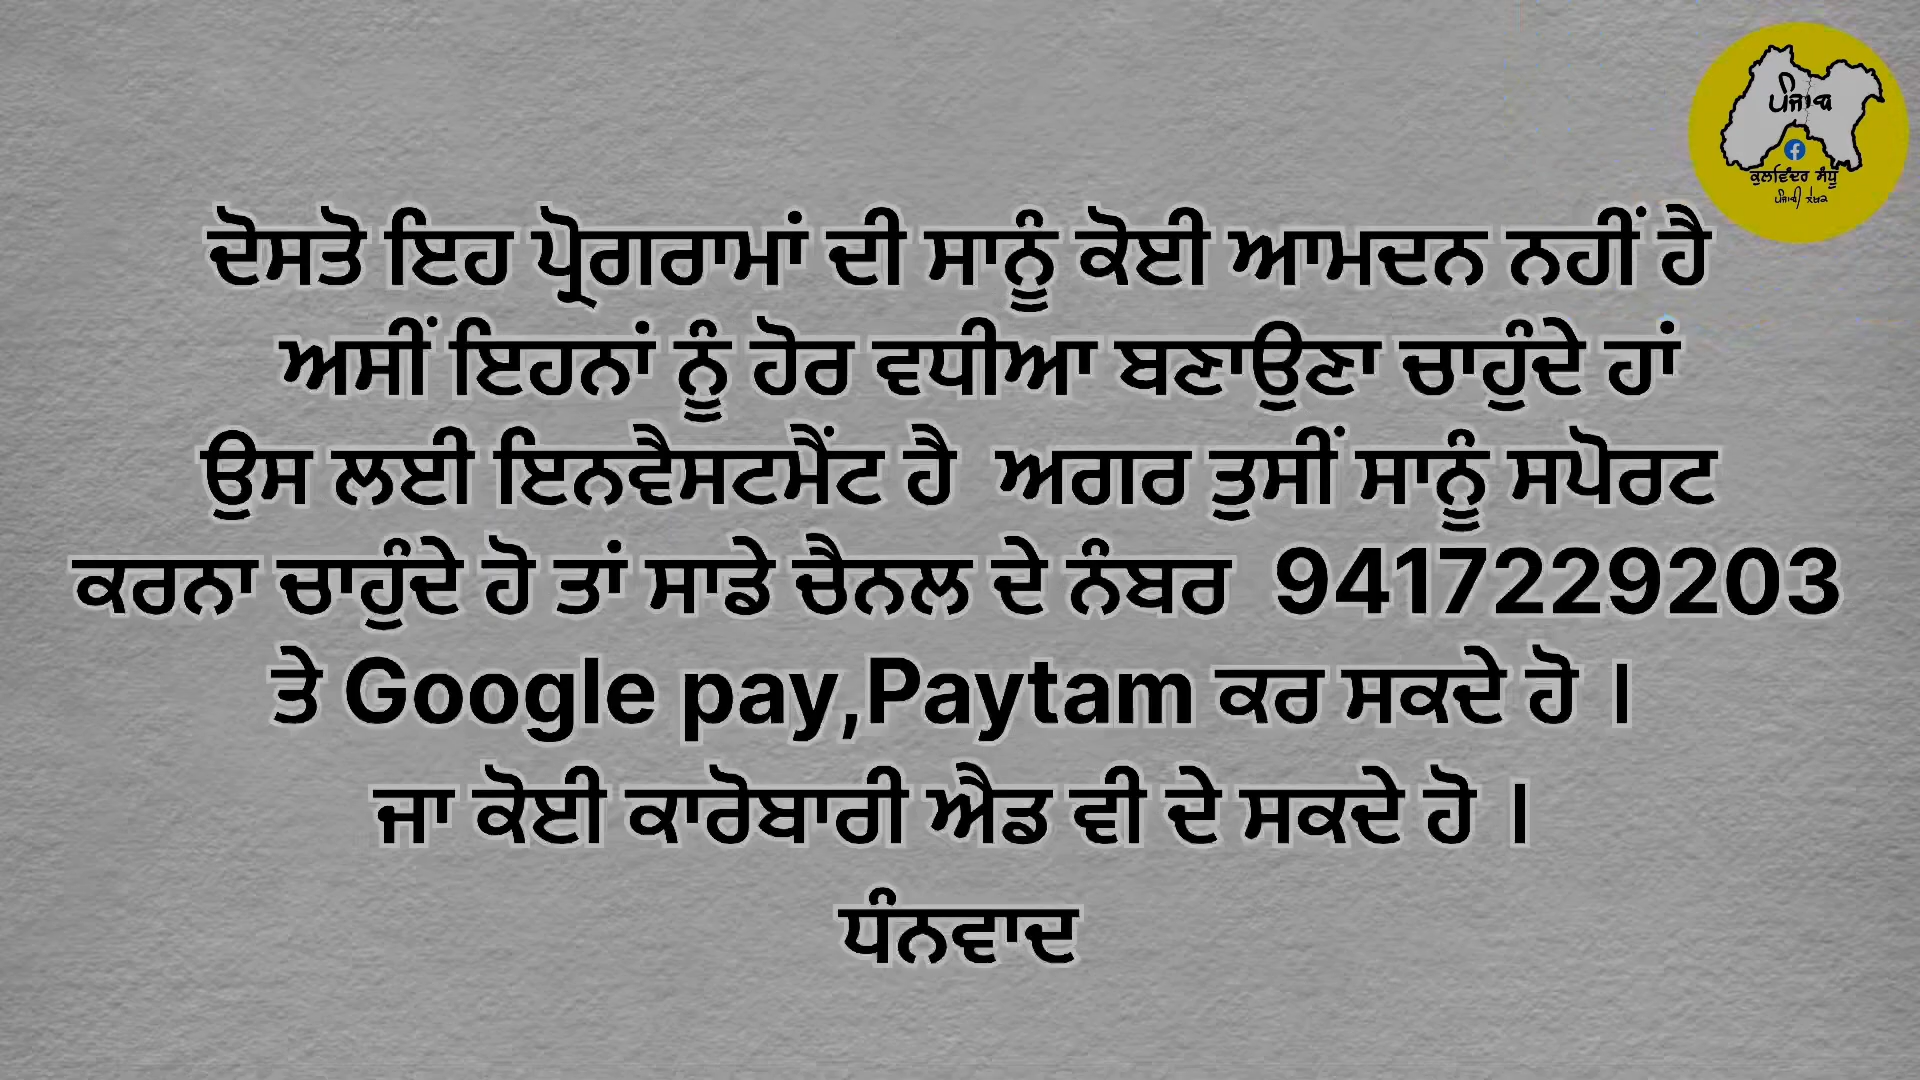 ਪੰਜਾਬ
ਕੁਲਵਿੰਦਰ ਸੰਧੂ
ਪੰਜਾਬੀ
ਦੋਸਤੋ ਇਹ ਪ੍ਰੋਗਰਾਮਾਂ ਦੀ ਸਾਨੂੰ ਕੋਈ ਆਮਦਨ ਨਹੀਂ ਹੈ
ਅਸੀਂ ਇਹਨਾਂ ਨੂੰ ਹੋਰ ਵਧੀਆ ਬਣਾਉਣਾ ਚਾਹੁੰਦੇ ਹਾਂ
ਉਸ ਲਈ ਇਨਵੈਸਟਮੈਂਟ ਹੈ ਅਗਰ ਤੁਸੀਂ ਸਾਨੂੰ ਸਪੋਰਟ
ਕਰਨਾ ਚਾਹੁੰਦੇ ਹੋ ਤਾਂ ਸਾਡੇ ਚੈਨਲ ਦੇ ਨੰਬਰ 9417229203
ਤੇ Google pay,Paytam ਕਰ ਸਕਦੇ ਹੋ ।
ਜਾ ਕੋਈ ਕਾਰੋਬਾਰੀ ਐਡ ਵੀ ਦੇ ਸਕਦੇ ਹੋ ।
ਧੰਨਵਾਦ